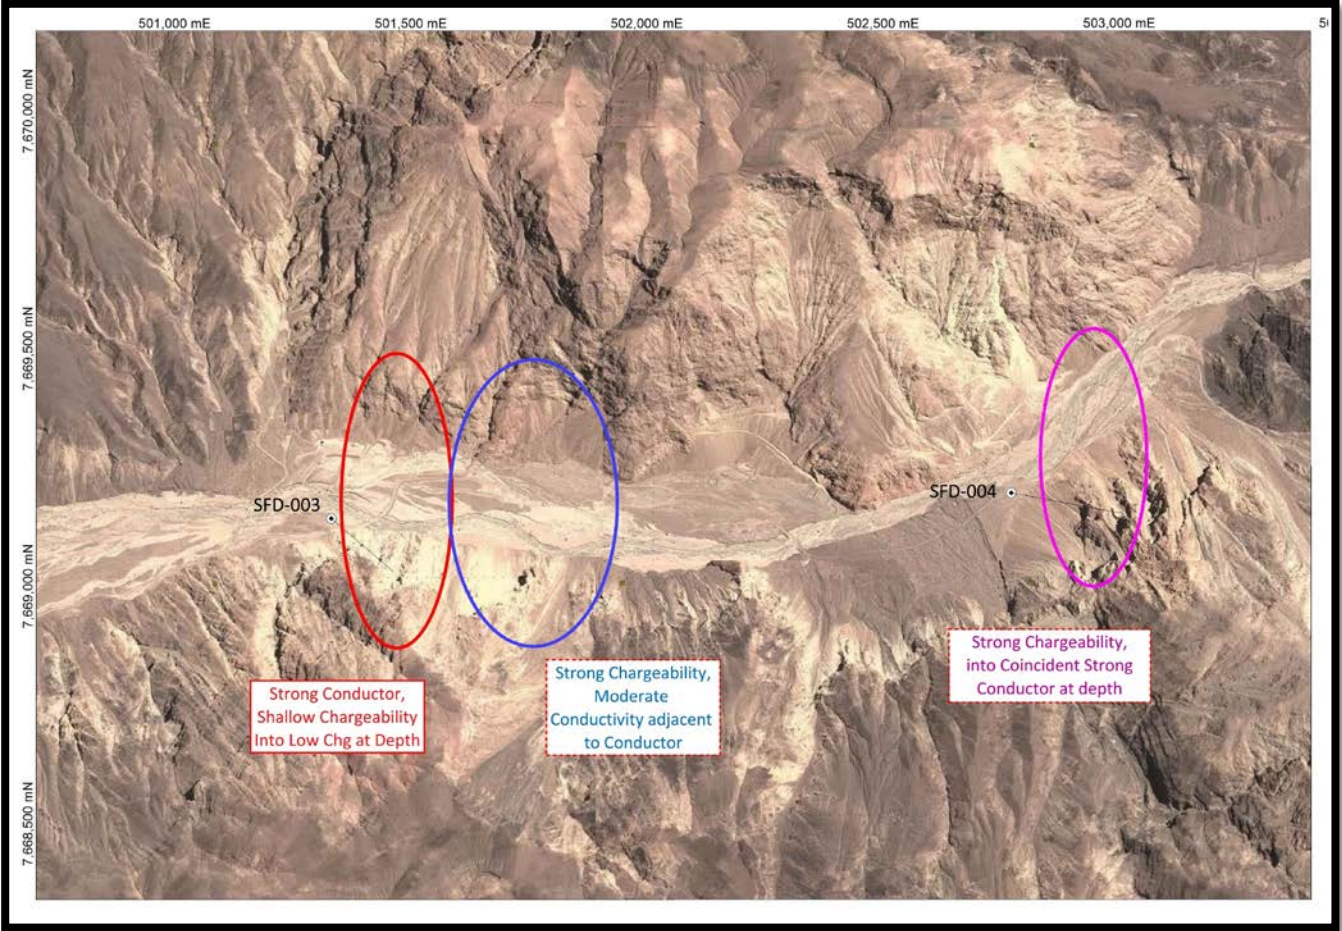 501,000 mE
501,500 mE
502,000 mE
502,500 mE
503,000 mE
7,670,000 mN
7,669,500 mN
7,669,000 mN
7,668,500 mN
SFD-003
SFD-004
Strong Conductor,
Shallow Chargeability
Into Low Chg at Depth
Strong Chargeability,
Moderate
Conductivity adjacent
to Conductor
Strong Chargeability,
into Coincident Strong
Conductor at depth